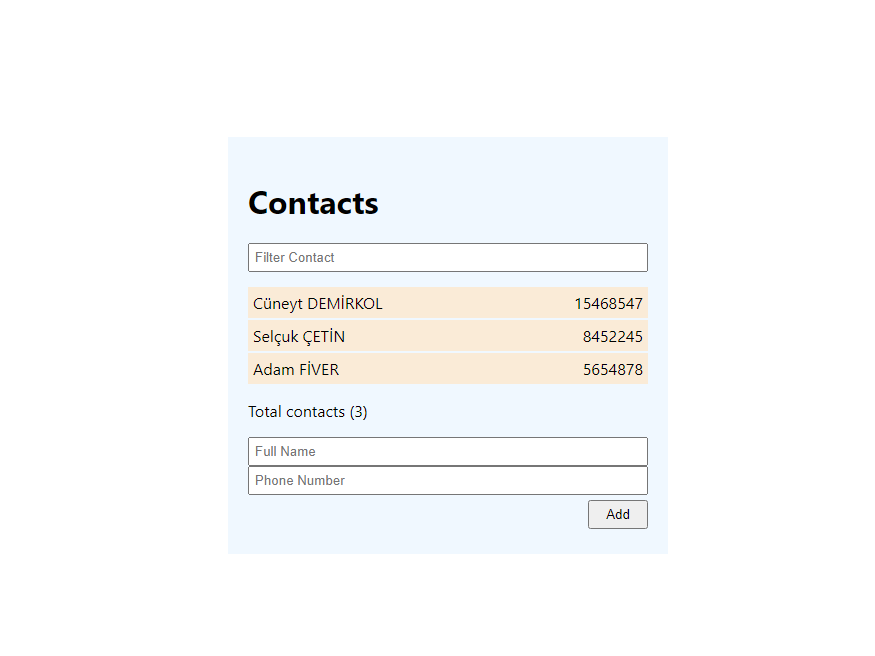 Contacts
Filter Contact
Cüneyt DEMİRKOL 15468547
Selçuk ÇETİN 8452245
Adam FİVER 5654878
Total contacts (3)
Full Name
Phone Number
Add